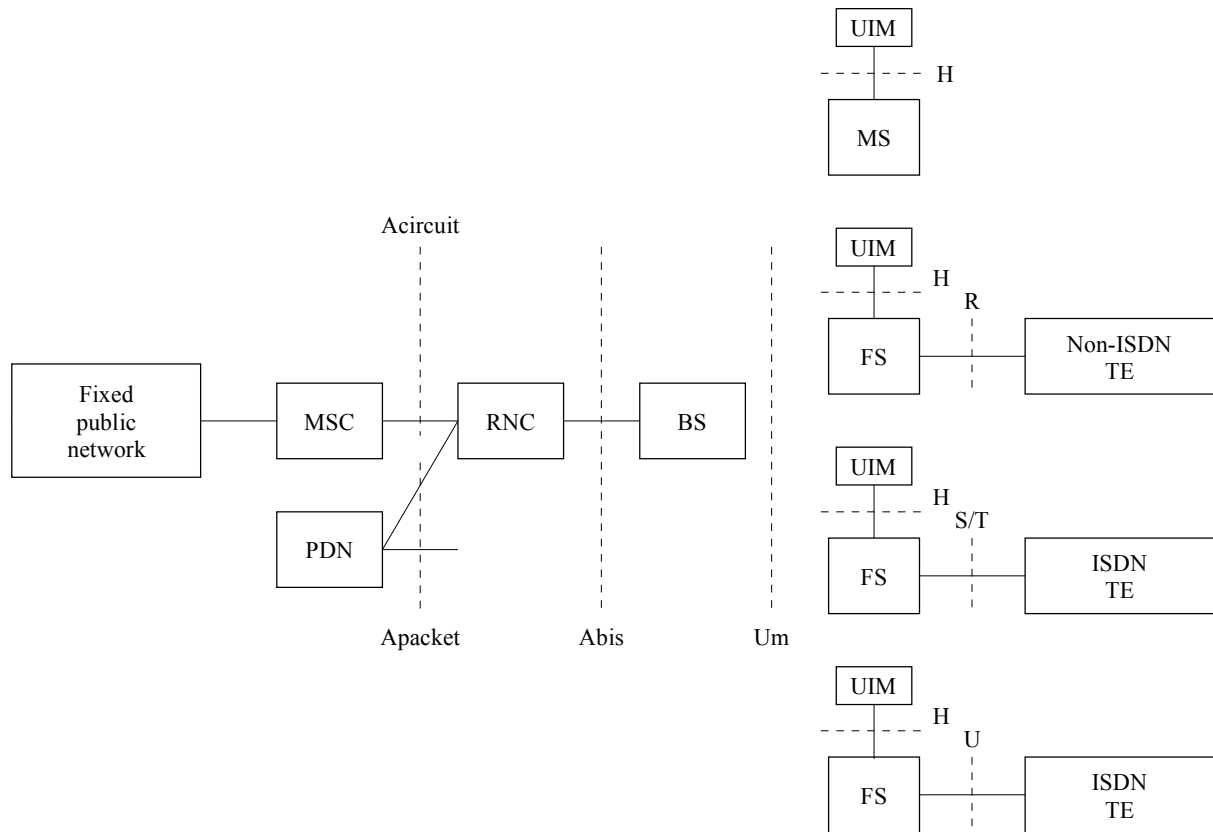 UIM
H
MS
Acircuit
UIM
H
R
FS
Non-ISDN
TE
Fixed
public
network
MSC
RNC
BS
UIM
H
S/T
PDN
FS
ISDN
TE
Apacket
Abis
Um
UIM
H
U
FS
ISDN
TE